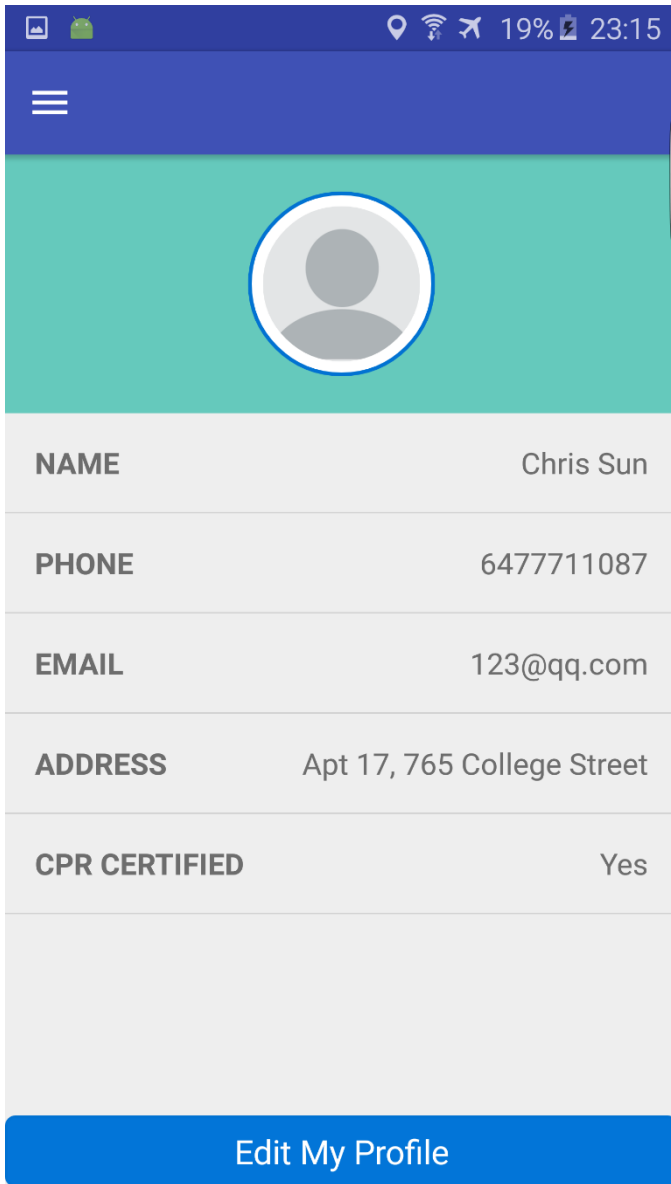 19% 23:15
NAME Chris Sun
PHONE 6477711087
EMAIL 123@qq.com
ADDRESS Apt 17, 765 College Street
CPR CERTIFIED Yes
Edit My Profile